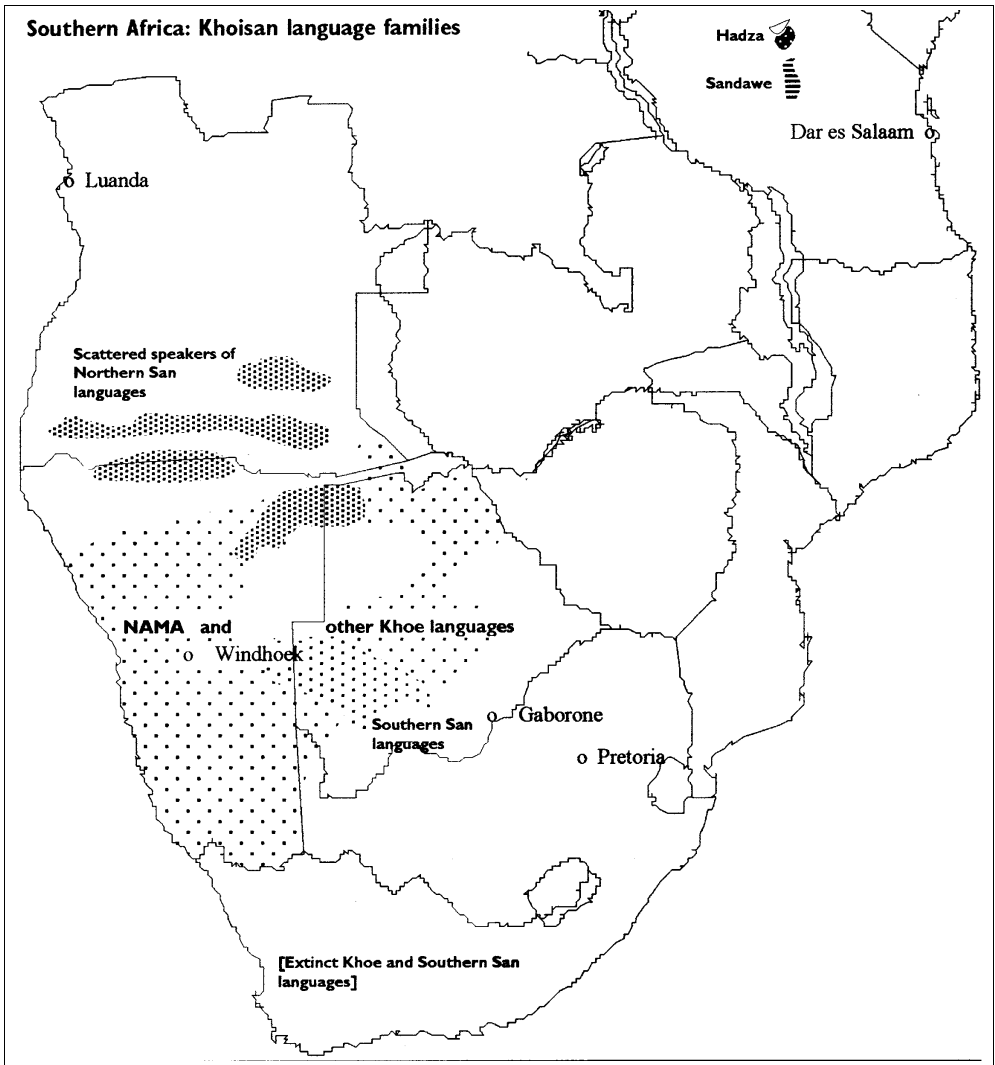 Southern Africa: Khoisan language families
Hadza
Sandawe
Dar es Salaam
Luanda
Scattered speakers of
Northern San
languages
NAMA and other Khoe languages
Windhoek
Southern San
languages
Gaborone
Pretoria
[Extinct Khoe and Southern San
languages]